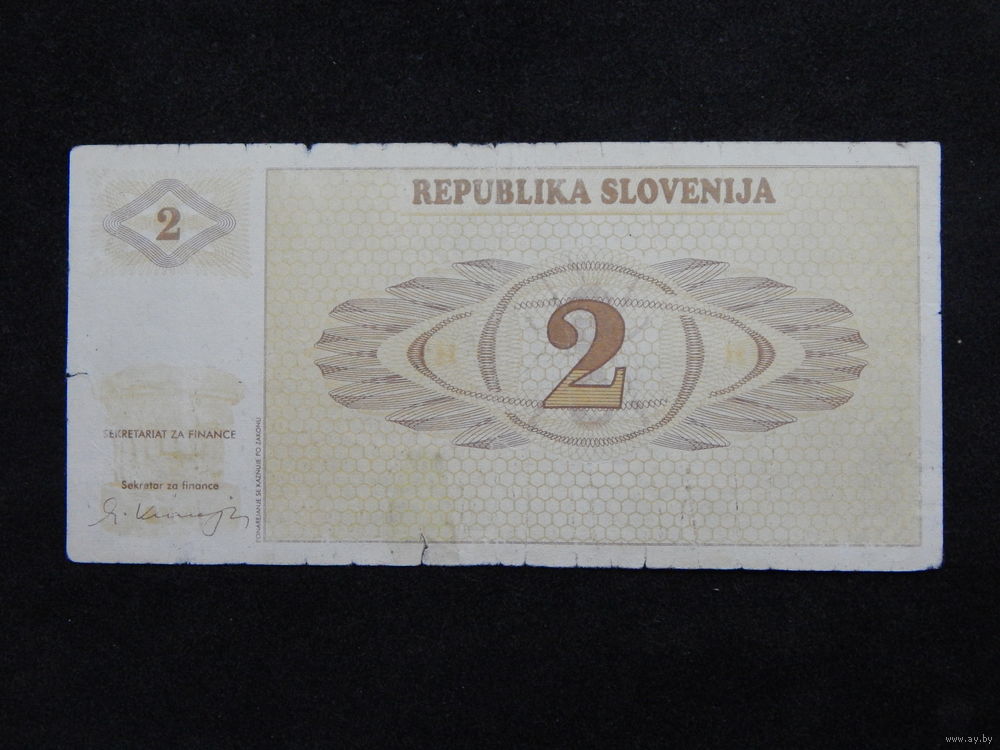 REPUBLIKA SLOVENIJA
2
2
SEKRETARIAT ZA FINANCE
Sekretar za finance
PONAREJANJE SE KAZNUJE PO ZAKONU
www.ay.by